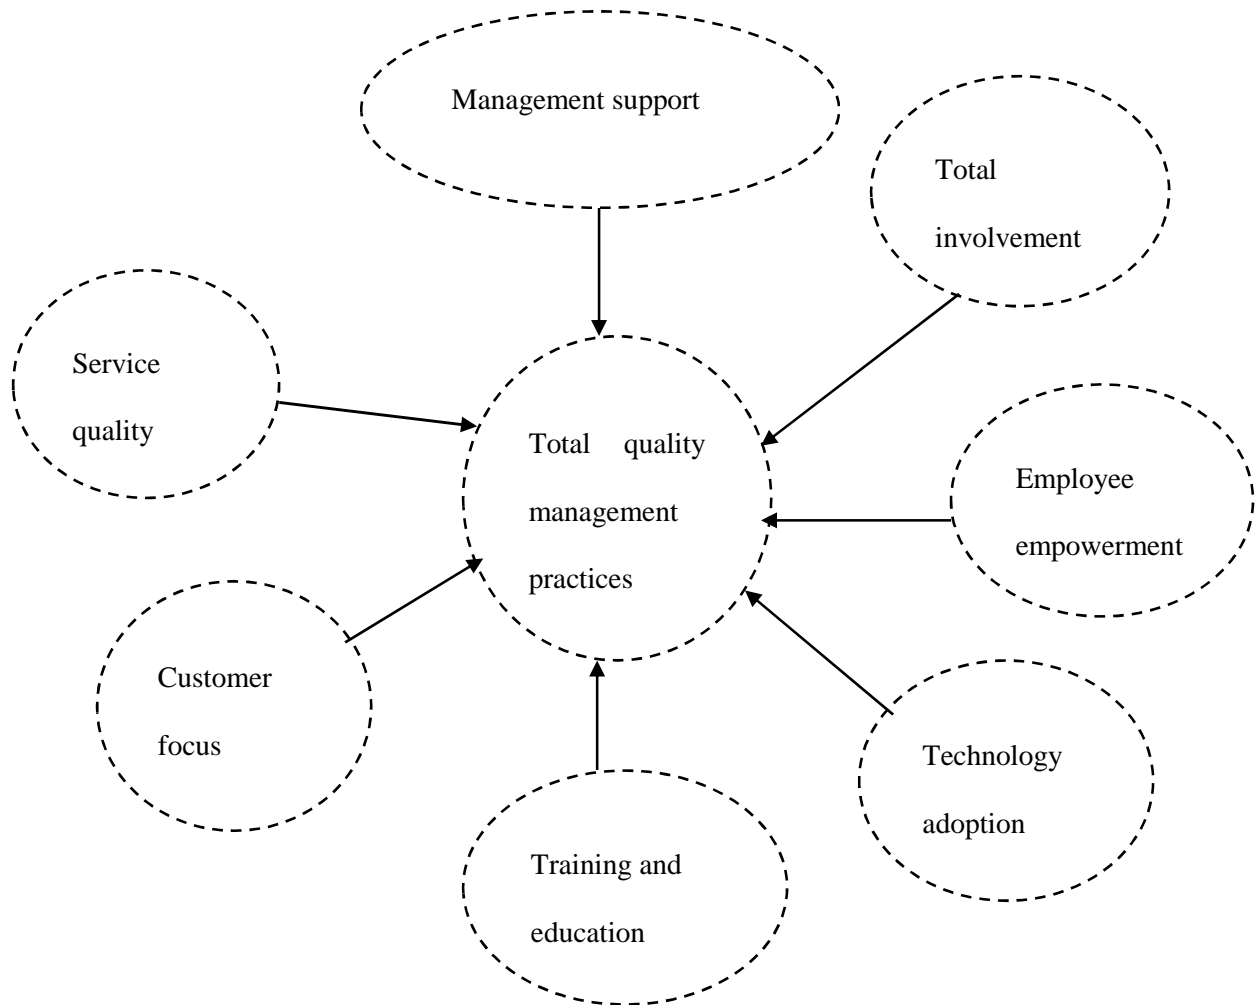 Management support
Total
involvement
Service
quality
Total quality
management
practices
Employee
empowerment
Customer
focus
Technology
adoption
Training and
education